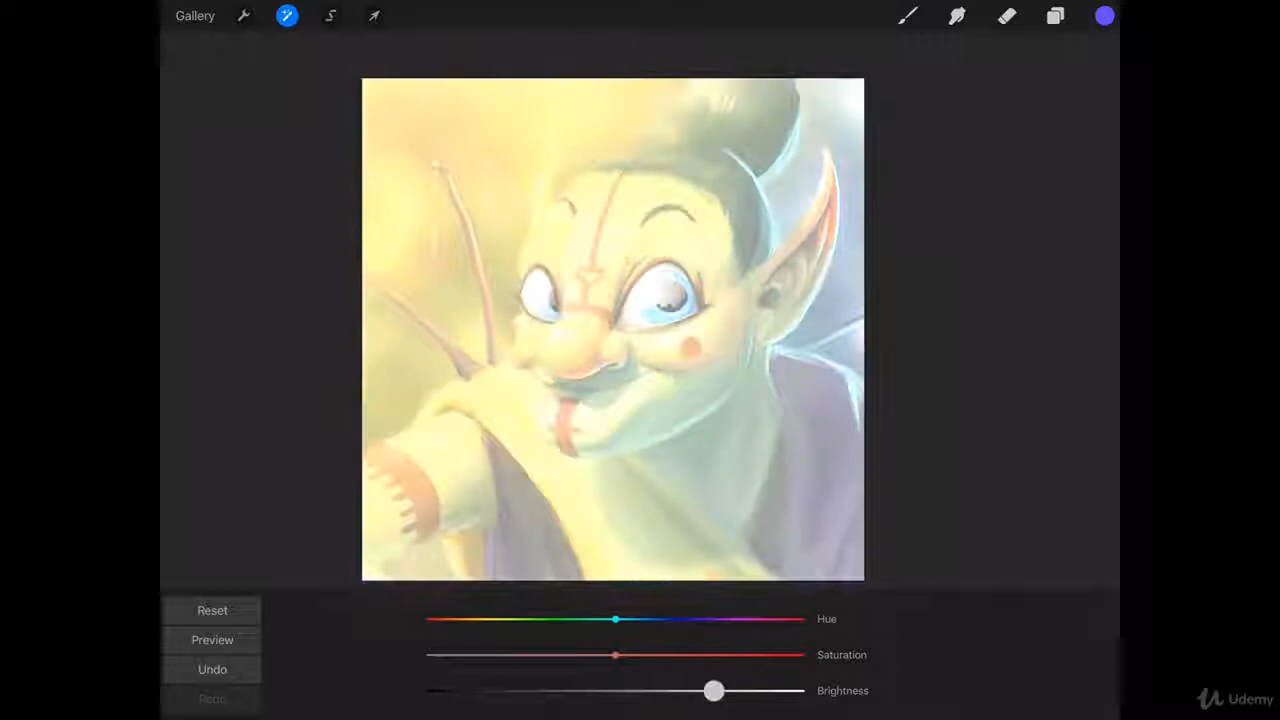 Gallery
Reset
Preview
Undo
Redo
Hue
Saturation
Brightness
Udemy